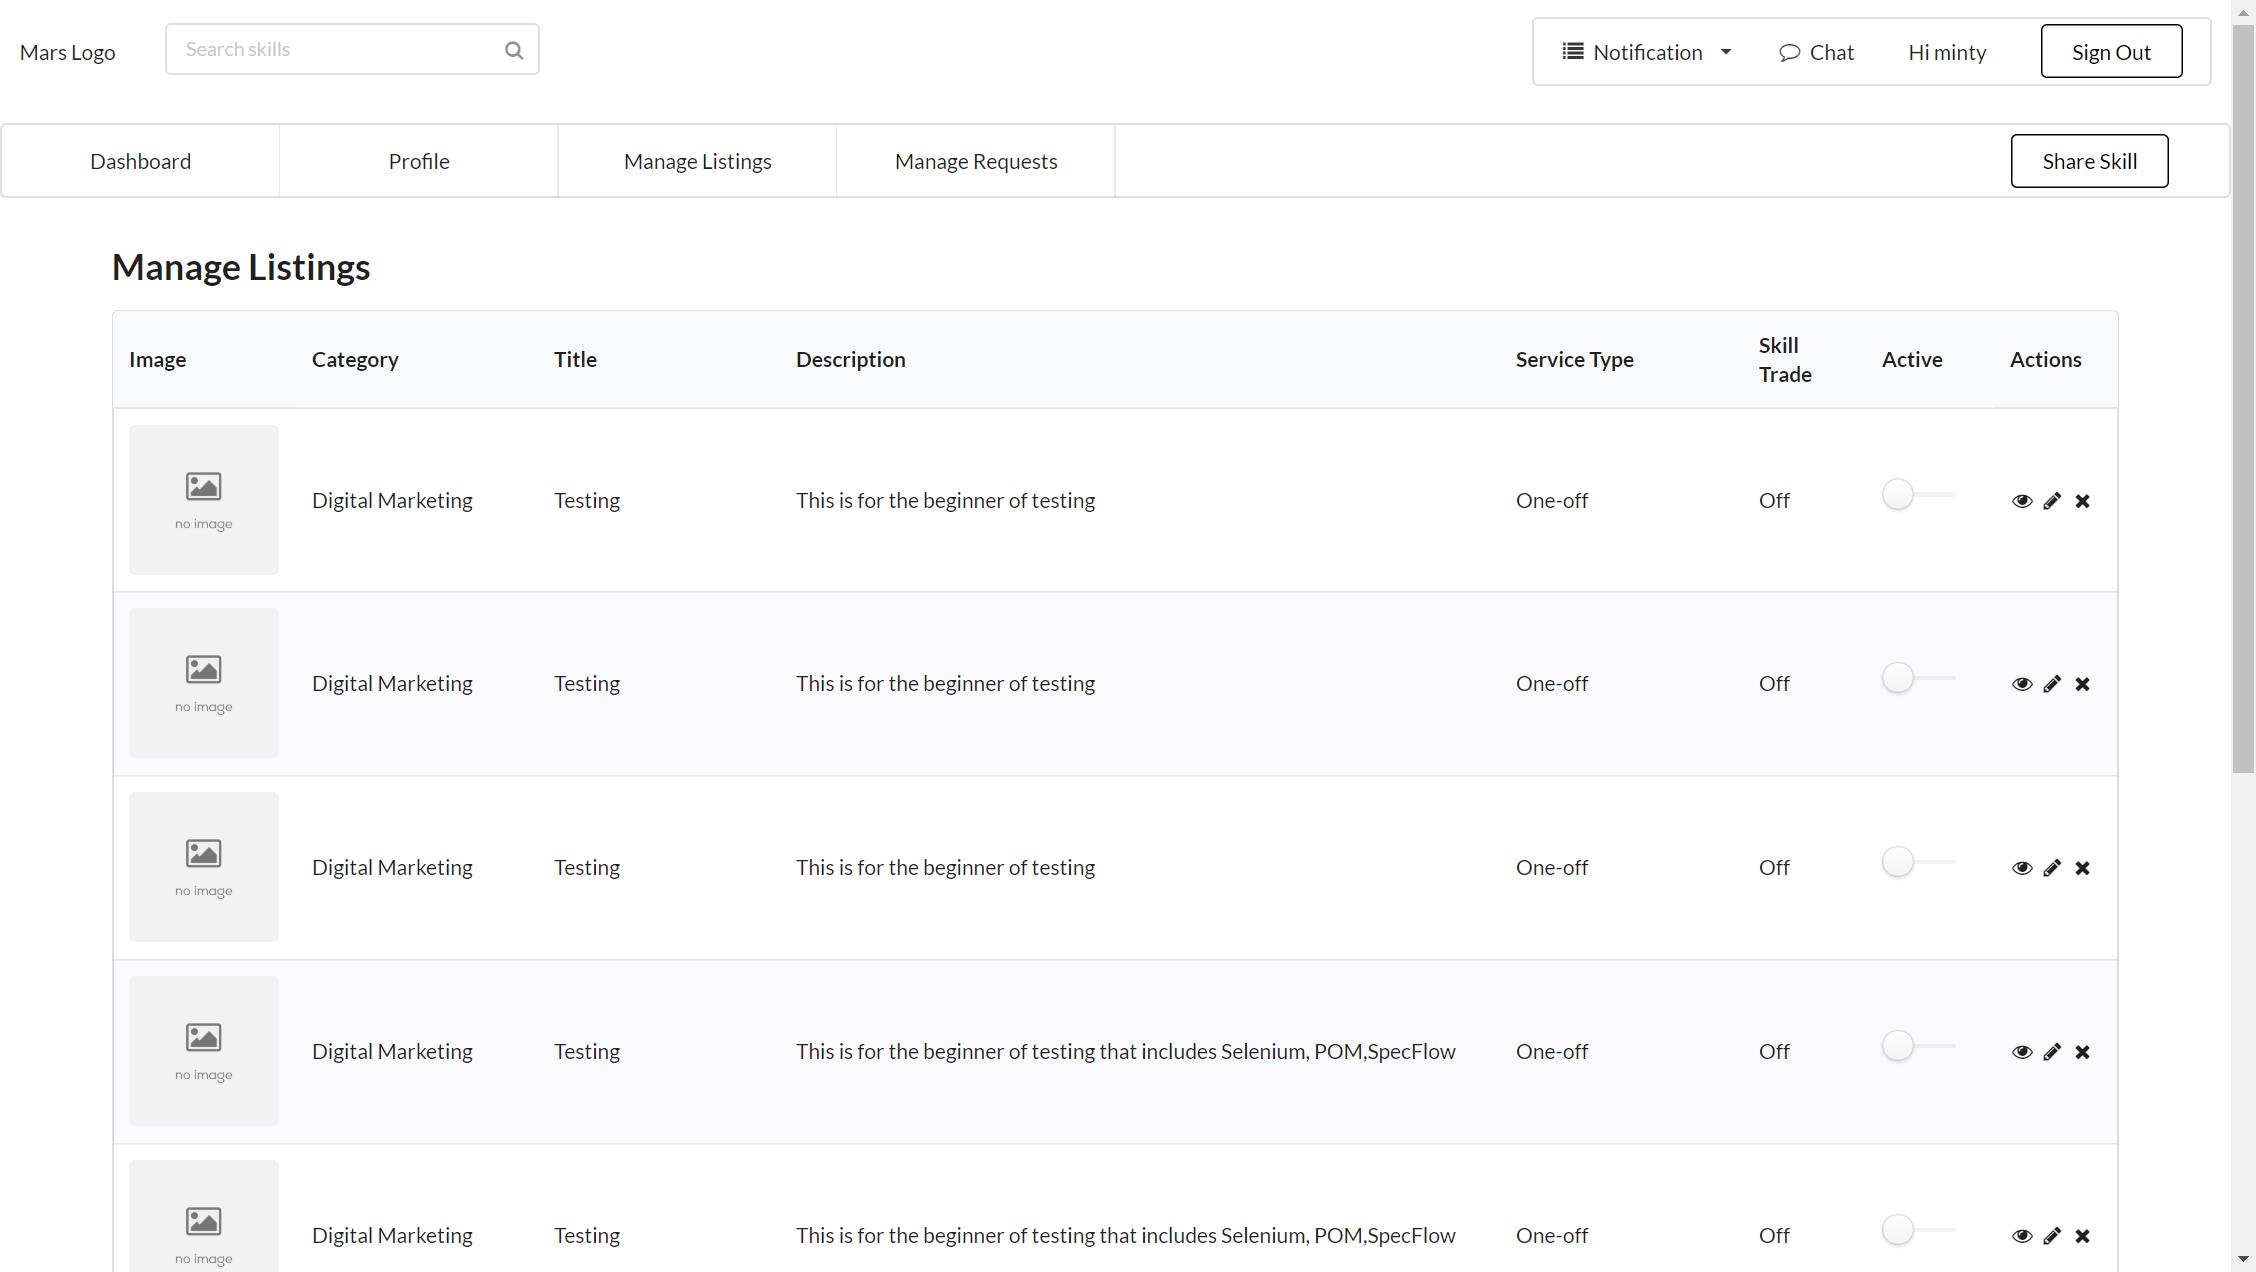 Mars Logo
Search skills
Notification
Chat
Hi minty
Sign Out
Dashboard
Profile
Manage Listings
Manage Requests
Share Skill
Manage Listings
Image
Category
Title
Description
Service Type
Skill
Trade
Active
Actions
no image
Digital Marketing
Testing
This is for the beginner of testing
One-off
Off
no image
Digital Marketing
Testing
This is for the beginner of testing
One-off
Off
no image
Digital Marketing
Testing
This is for the beginner of testing
One-off
Off
no image
Digital Marketing
Testing
This is for the beginner of testing that includes Selenium, POM,SpecFlow
One-off
Off
no image
Digital Marketing
Testing
This is for the beginner of testing that includes Selenium, POM,SpecFlow
One-off
Off